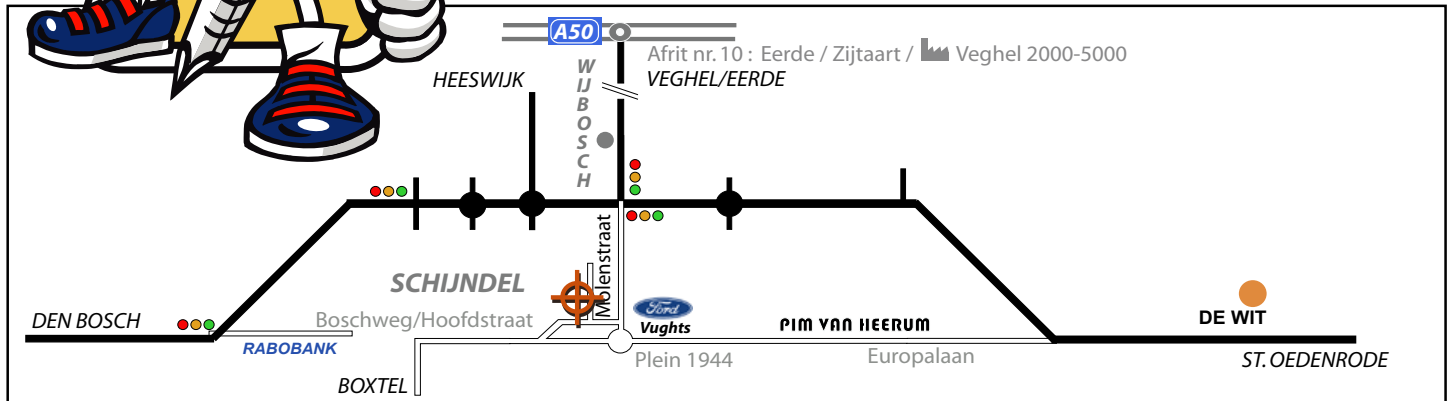 A50
Afrit nr. 10 : Eerde / Zijtaart / Veghel 2000-5000
HEESWIJK
VEGHEL/EERDE
WIJBOSCH
Molenstraat
SCHIJNDEL
Ford
DEN BOSCH
Boschweg/Hoofdstraat
Vughts
PIM VAN HEERUM
DE WIT
RABOBANK
Plein 1944
Europalaan
ST. OEDENRODE
BOXTEL